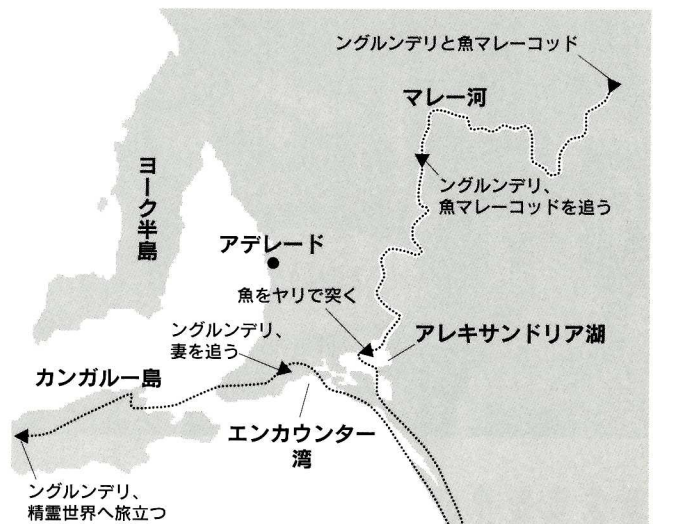 ングルンデリと魚マレーコッド
マレー河
ングルンデリ、
魚マレーコッドを追う
ヨーク半島
アデレード
魚をヤリで突く
ングルンデリ、
妻を追う
アレキサンドリア湖
カンガルー島
エンカウンター
湾
ングルンデリ、
精霊世界へ旅立つ